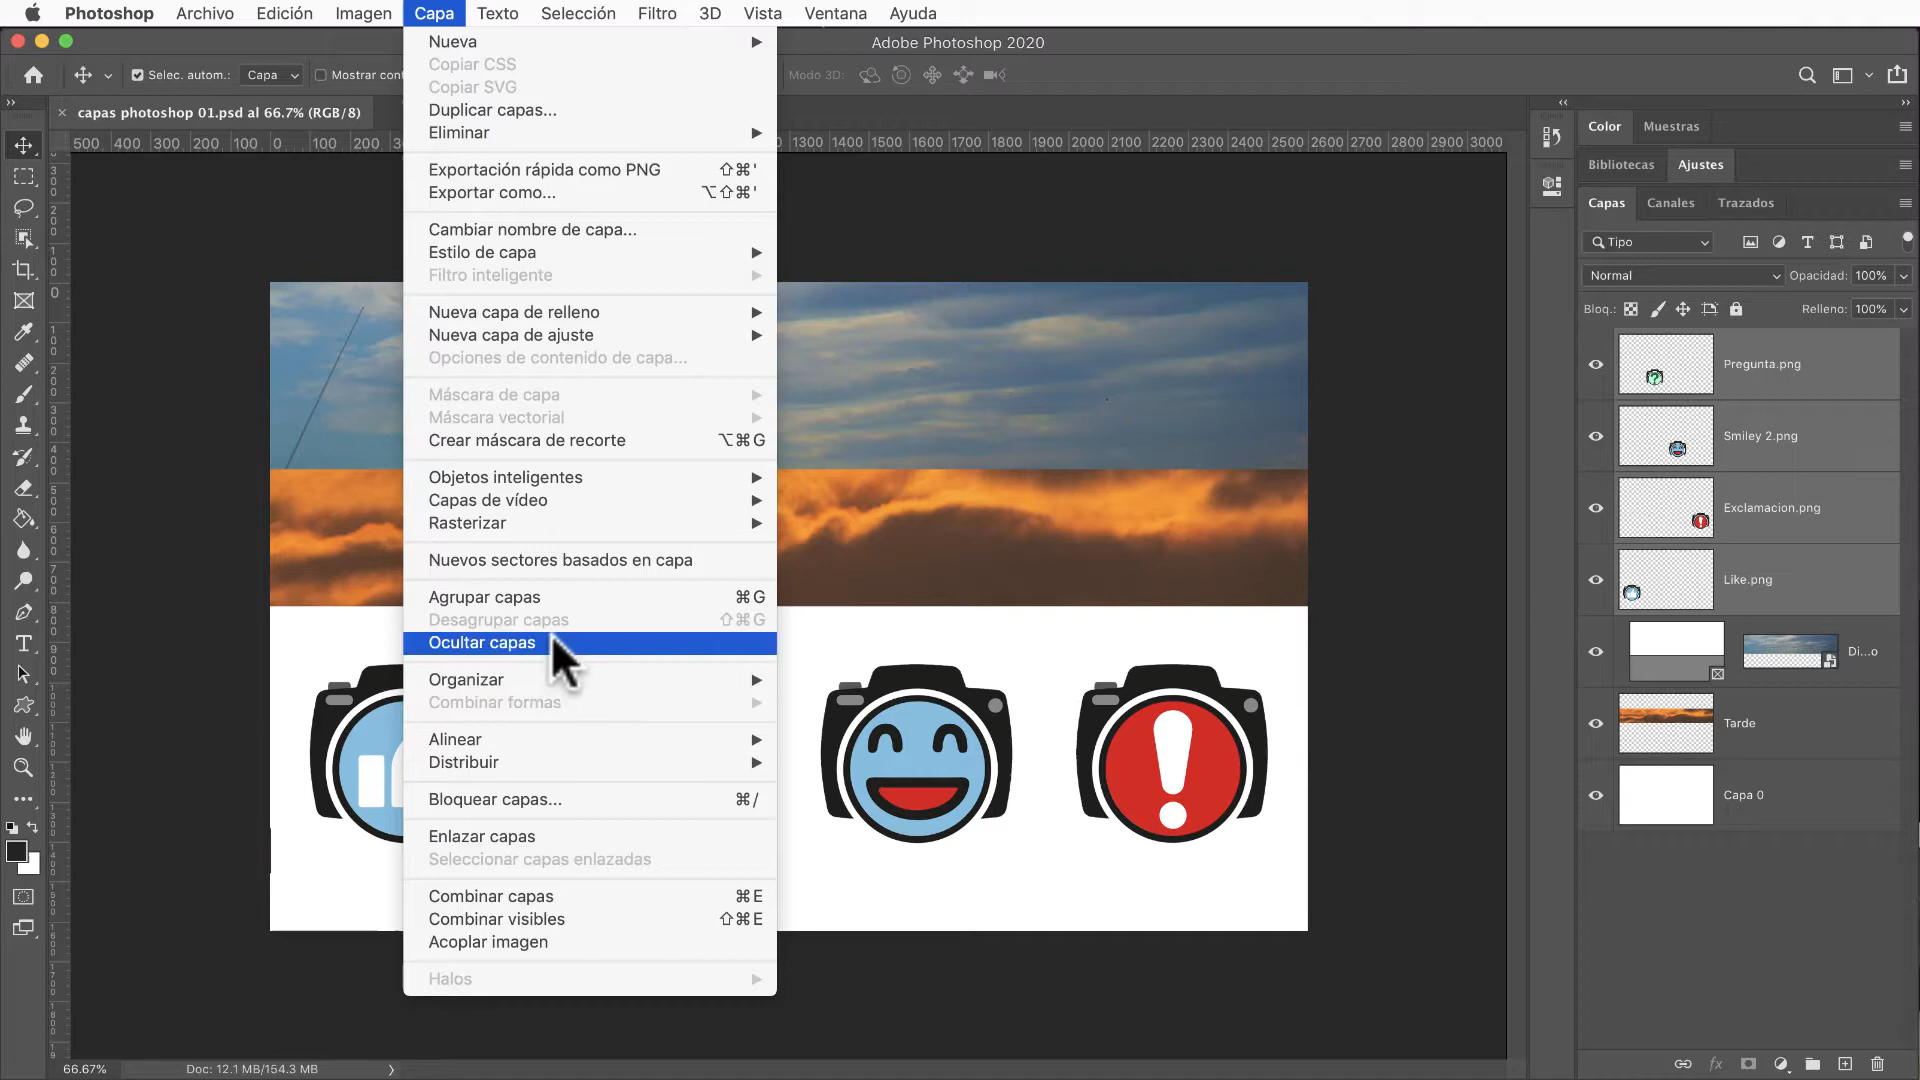 Photoshop Archivo Edición Imagen Capa Texto Selección Filtro 3D Vista Ventana Ayuda
Adobe Photoshop 2020
Selec. autom.: Capa Mostrar cont
Modo 3D:
× capas photoshop 01.psd al 66.7% (RGB/8)
500 400 300 200 100 0 100 200 1300 1400 1500 1600 1700 1800 1900 2000 2100 2200 2300 2400 2500 2600 2700 2800 2900 3000
Nueva
Copiar CSS
Copiar SVG
Duplicar capas...
Eliminar
Exportación rápida como PNG ⇧⌘'
Exportar como... ⌥⇧⌘'
Cambiar nombre de capa...
Estilo de capa
Filtro inteligente
Nueva capa de relleno
Nueva capa de ajuste
Opciones de contenido de capa...
Máscara de capa
Máscara vectorial
Crear máscara de recorte ⌥⌘G
Objetos inteligentes
Capas de vídeo
Rasterizar
Nuevos sectores basados en capa
Agrupar capas ⌘G
Desagrupar capas ⇧⌘G
Ocultar capas
Organizar
Combinar formas
Alinear
Distribuir
Bloquear capas... ⌘/
Enlazar capas
Seleccionar capas enlazadas
Combinar capas ⌘E
Combinar visibles ⇧⌘E
Acoplar imagen
Halos
Color Muestras
Bibliotecas Ajustes
Capas Canales Trazados
Tipo
Normal Opacidad: 100%
Bloq.: Relleno: 100%
Pregunta.png
Smiley 2.png
Exclamacion.png
Like.png
Di...o
Tarde
Capa 0
fx
66.67% Doc: 12.1 MB/154.3 MB